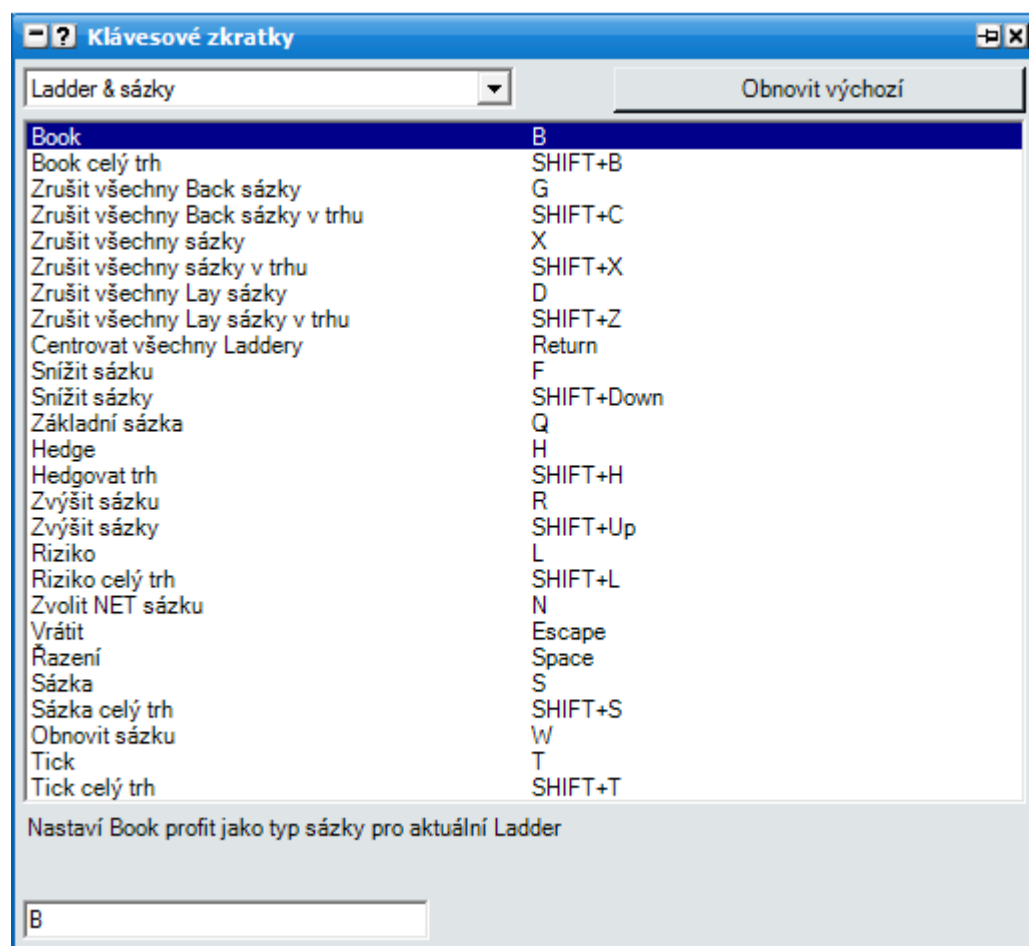 Klávesové zkratky
Ladder & sázky Obnovit výchozí
Book B
Book celý trh SHIFT+B
Zrušit všechny Back sázky G
Zrušit všechny Back sázky v trhu SHIFT+C
Zrušit všechny sázky X
Zrušit všechny sázky v trhu SHIFT+X
Zrušit všechny Lay sázky D
Zrušit všechny Lay sázky v trhu SHIFT+Z
Centrovat všechny Laddery Return
Snížit sázku F
Snížit sázky SHIFT+Down
Základní sázka Q
Hedge H
Hedgovat trh SHIFT+H
Zvýšit sázku R
Zvýšit sázky SHIFT+Up
Riziko L
Riziko celý trh SHIFT+L
Zvolit NET sázku N
Vrátit Escape
Řazení Space
Sázka S
Sázka celý trh SHIFT+S
Obnovit sázku W
Tick T
Tick celý trh SHIFT+T
Nastaví Book profit jako typ sázky pro aktuální Ladder
B